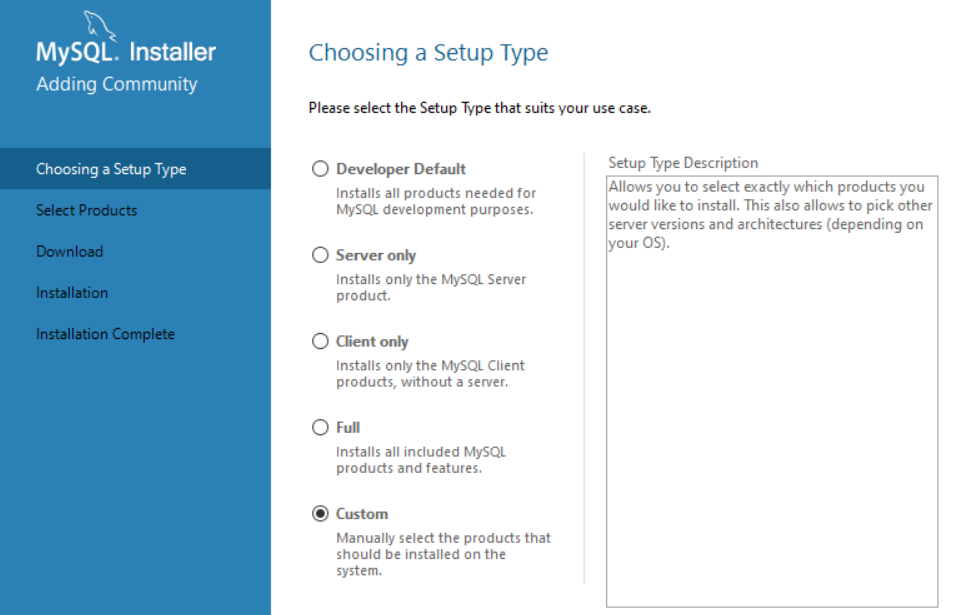 MySQL. Installer
Adding Community
Choosing a Setup Type
Select Products
Download
Installation
Installation Complete
Choosing a Setup Type
Please select the Setup Type that suits your use case.
Developer Default
Installs all products needed for
MySQL development purposes.
Server only
Installs only the MySQL Server
product.
Client only
Installs only the MySQL Client
products, without a server.
Full
Installs all included MySQL
products and features.
Custom
Manually select the products that
should be installed on the
system.
Setup Type Description
Allows you to select exactly which products you
would like to install. This also allows to pick other
server versions and architectures (depending on
your OS).